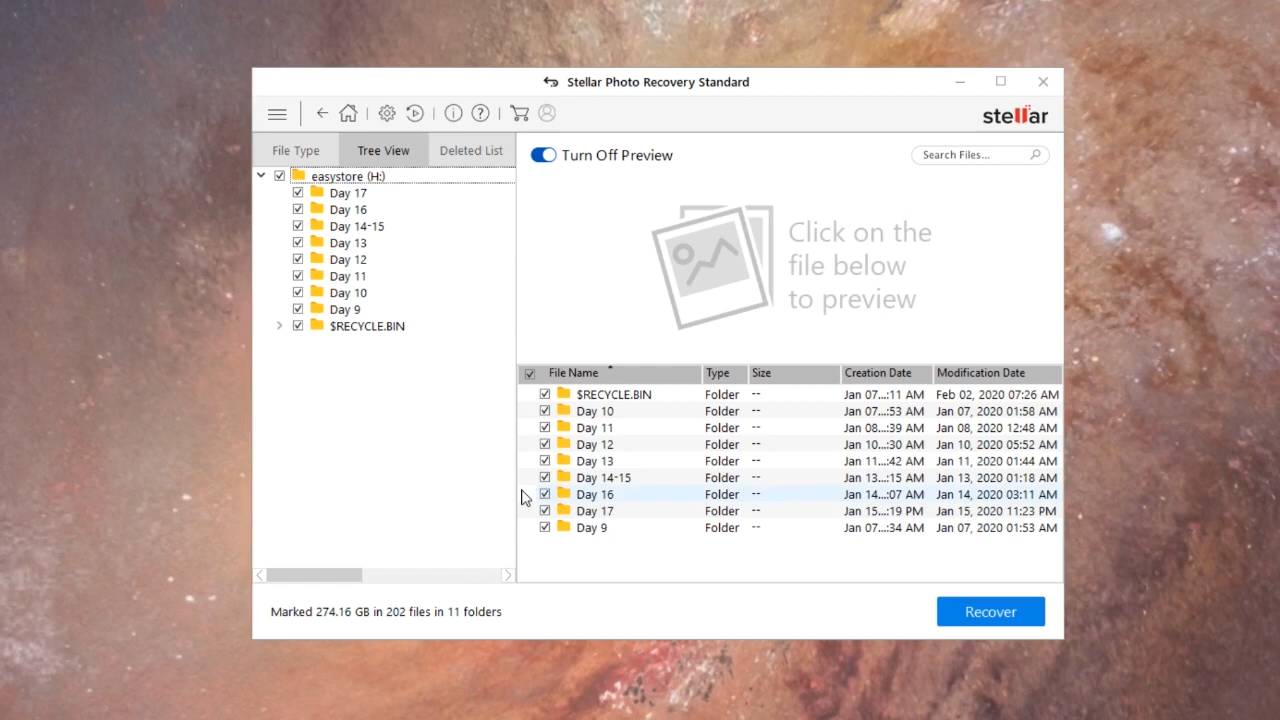 Stellar Photo Recovery Standard
stellar
File Type Tree View Deleted List
easystore (H:)
Day 17
Day 16
Day 14-15
Day 13
Day 12
Day 11
Day 10
Day 9
$RECYCLE.BIN
Turn Off Preview
Search Files...
Click on the
file below
to preview
File Name Type Size Creation Date Modification Date
$RECYCLE.BIN Folder -- Jan 07...:11 AM Feb 02, 2020 07:26 AM
Day 10 Folder -- Jan 07...:53 AM Jan 07, 2020 01:58 AM
Day 11 Folder -- Jan 08...:39 AM Jan 08, 2020 12:48 AM
Day 12 Folder -- Jan 10...:30 AM Jan 10, 2020 05:52 AM
Day 13 Folder -- Jan 11...:42 AM Jan 11, 2020 01:44 AM
Day 14-15 Folder -- Jan 13...:15 AM Jan 13, 2020 01:18 AM
Day 16 Folder -- Jan 14...:07 AM Jan 14, 2020 03:11 AM
Day 17 Folder -- Jan 15...:19 PM Jan 15, 2020 11:23 PM
Day 9 Folder -- Jan 07...:34 AM Jan 07, 2020 01:53 AM
Marked 274.16 GB in 202 files in 11 folders
Recover